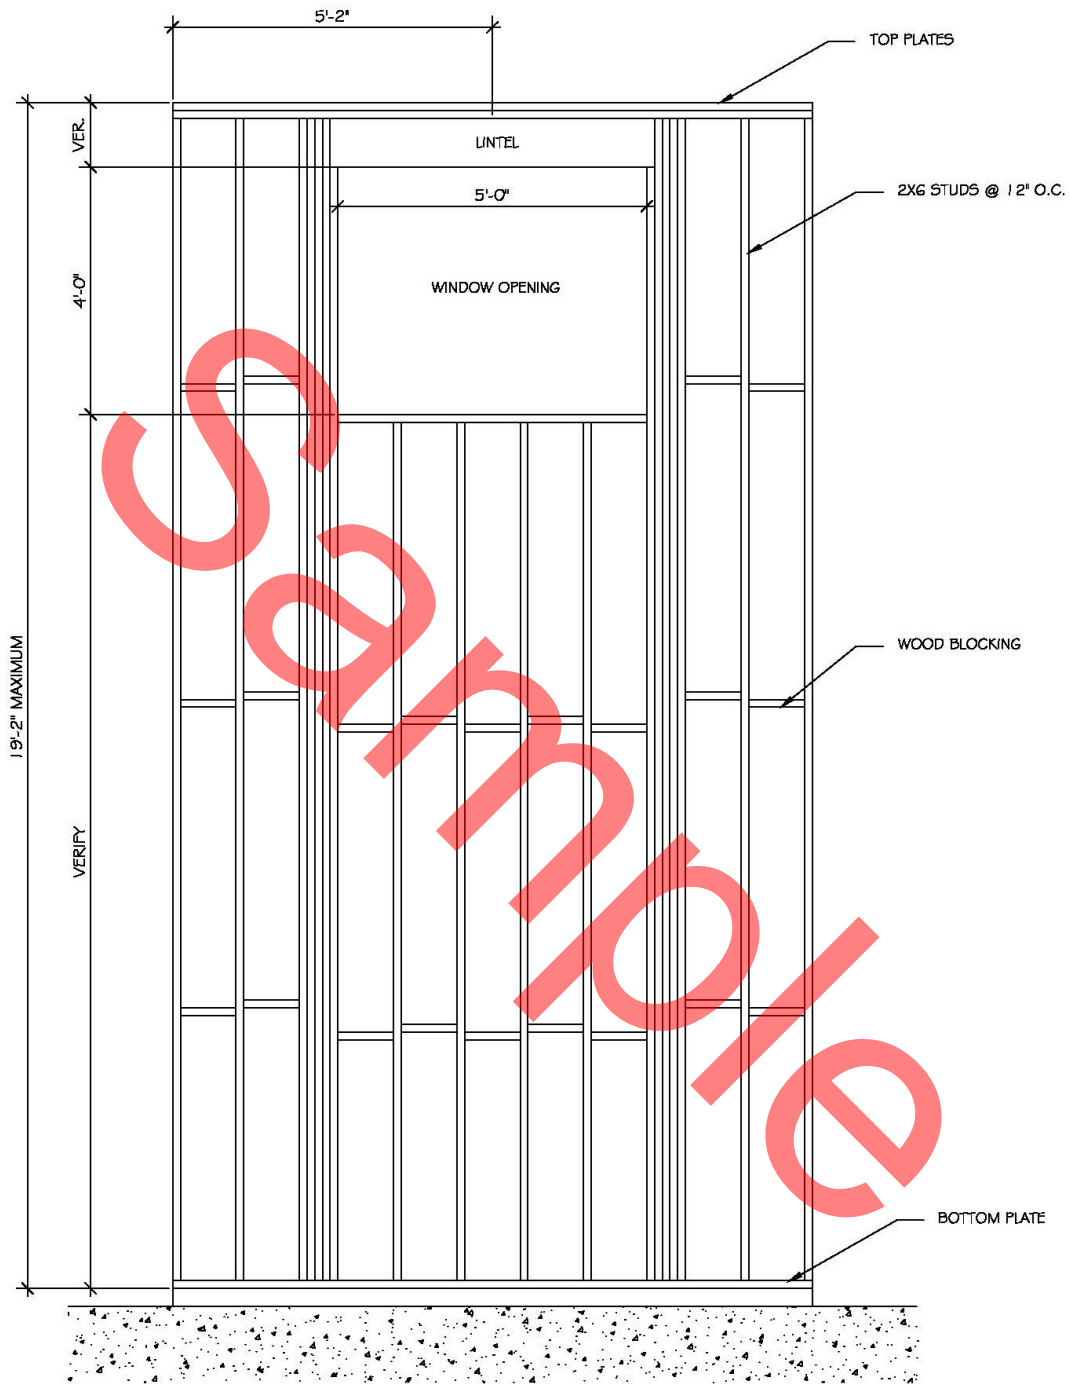 5'-2"
TOP PLATES
VER.
LINTEL
2X6 STUDS @ 12" O.C.
5'-0"
4'-0"
WINDOW OPENING
Sample
19'-2" MAXIMUM
WOOD BLOCKING
VERIFY
BOTTOM PLATE